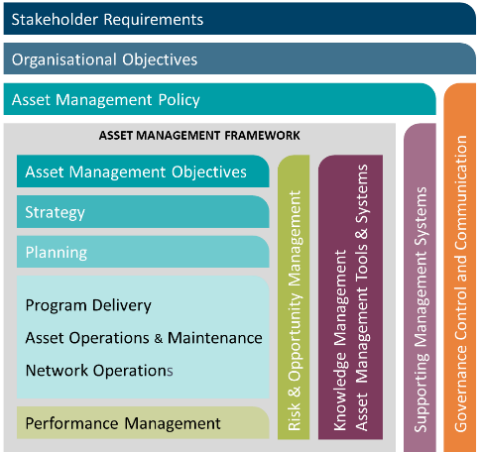 Stakeholder Requirements
Organisational Objectives
Asset Management Policy
ASSET MANAGEMENT FRAMEWORK
Asset Management Objectives
Strategy
Planning
Program Delivery
Asset Operations & Maintenance
Network Operations
Performance Management
Risk & Opportunity Management
Knowledge Management
Asset Management Tools & Systems
Supporting Management Systems
Governance Control and Communication